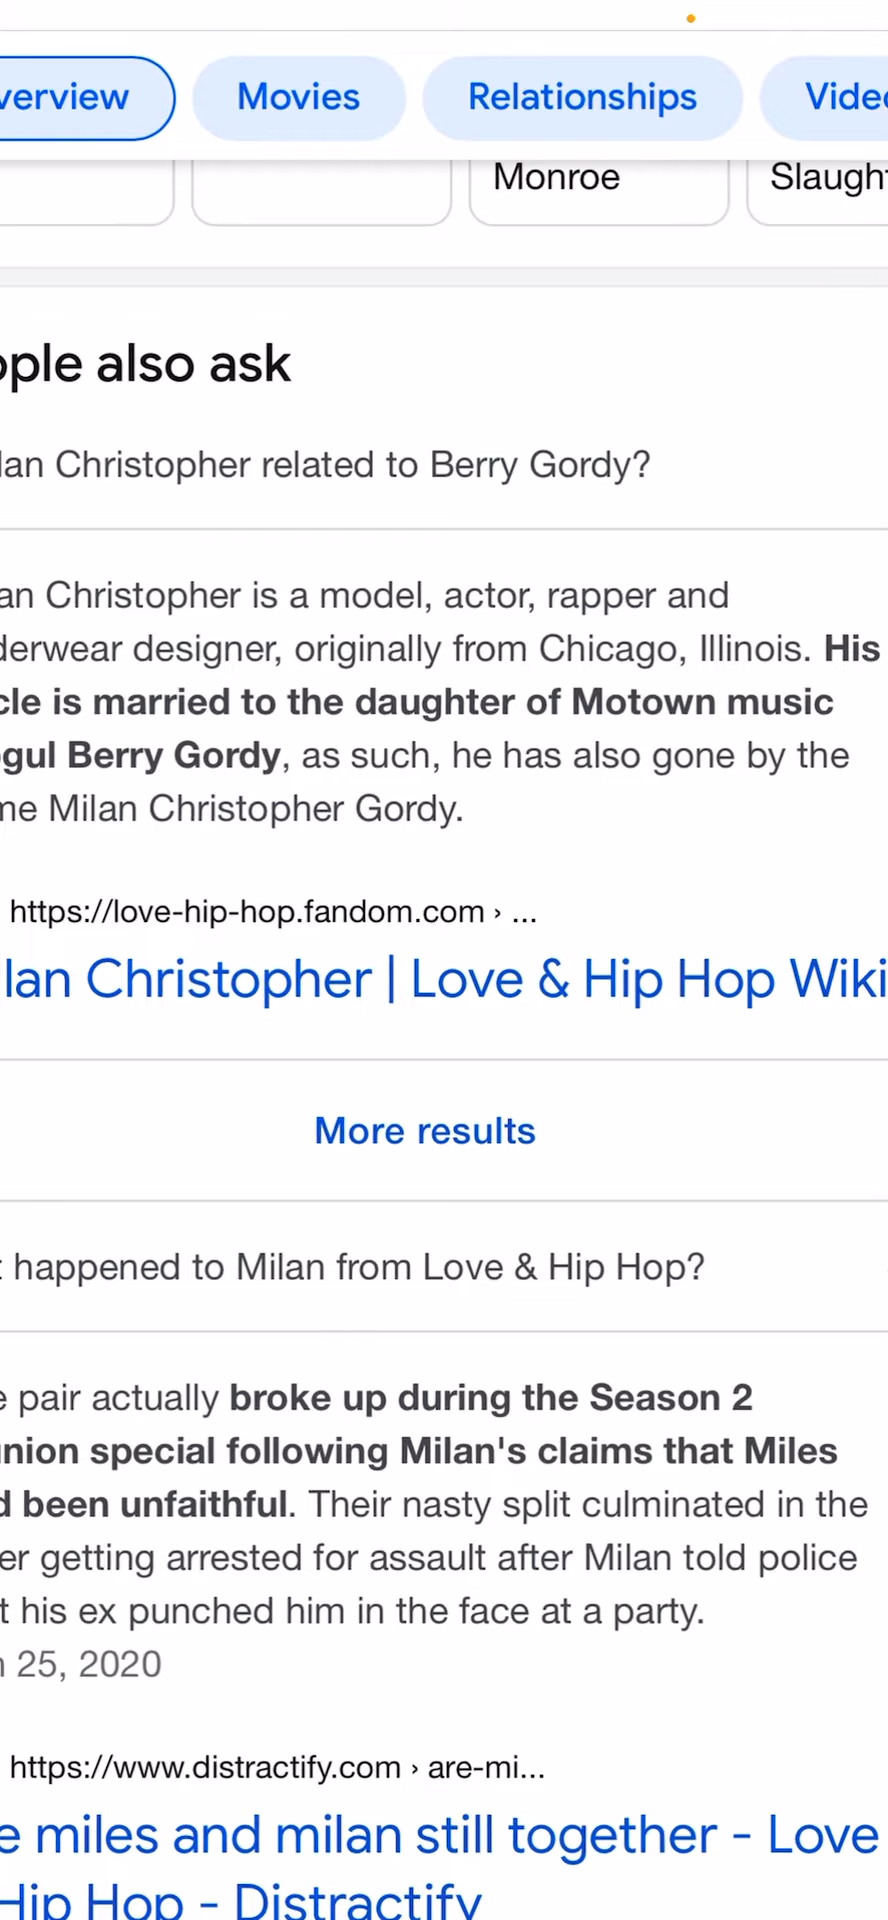 verview Movies Relationships Vide
Monroe Slaugh
ople also ask
lan Christopher related to Berry Gordy?
an Christopher is a model, actor, rapper and
derwear designer, originally from Chicago, Illinois. His
cle is married to the daughter of Motown music
gul Berry Gordy, as such, he has also gone by the
me Milan Christopher Gordy.
https://love-hip-hop.fandom.com › ...
lan Christopher | Love & Hip Hop Wiki
More results
t happened to Milan from Love & Hip Hop?
e pair actually broke up during the Season 2
union special following Milan's claims that Miles
d been unfaithful. Their nasty split culminated in the
er getting arrested for assault after Milan told police
t his ex punched him in the face at a party.
n 25, 2020
https://www.distractify.com › are-mi...
e miles and milan still together - Love
Hip Hop - Distractify